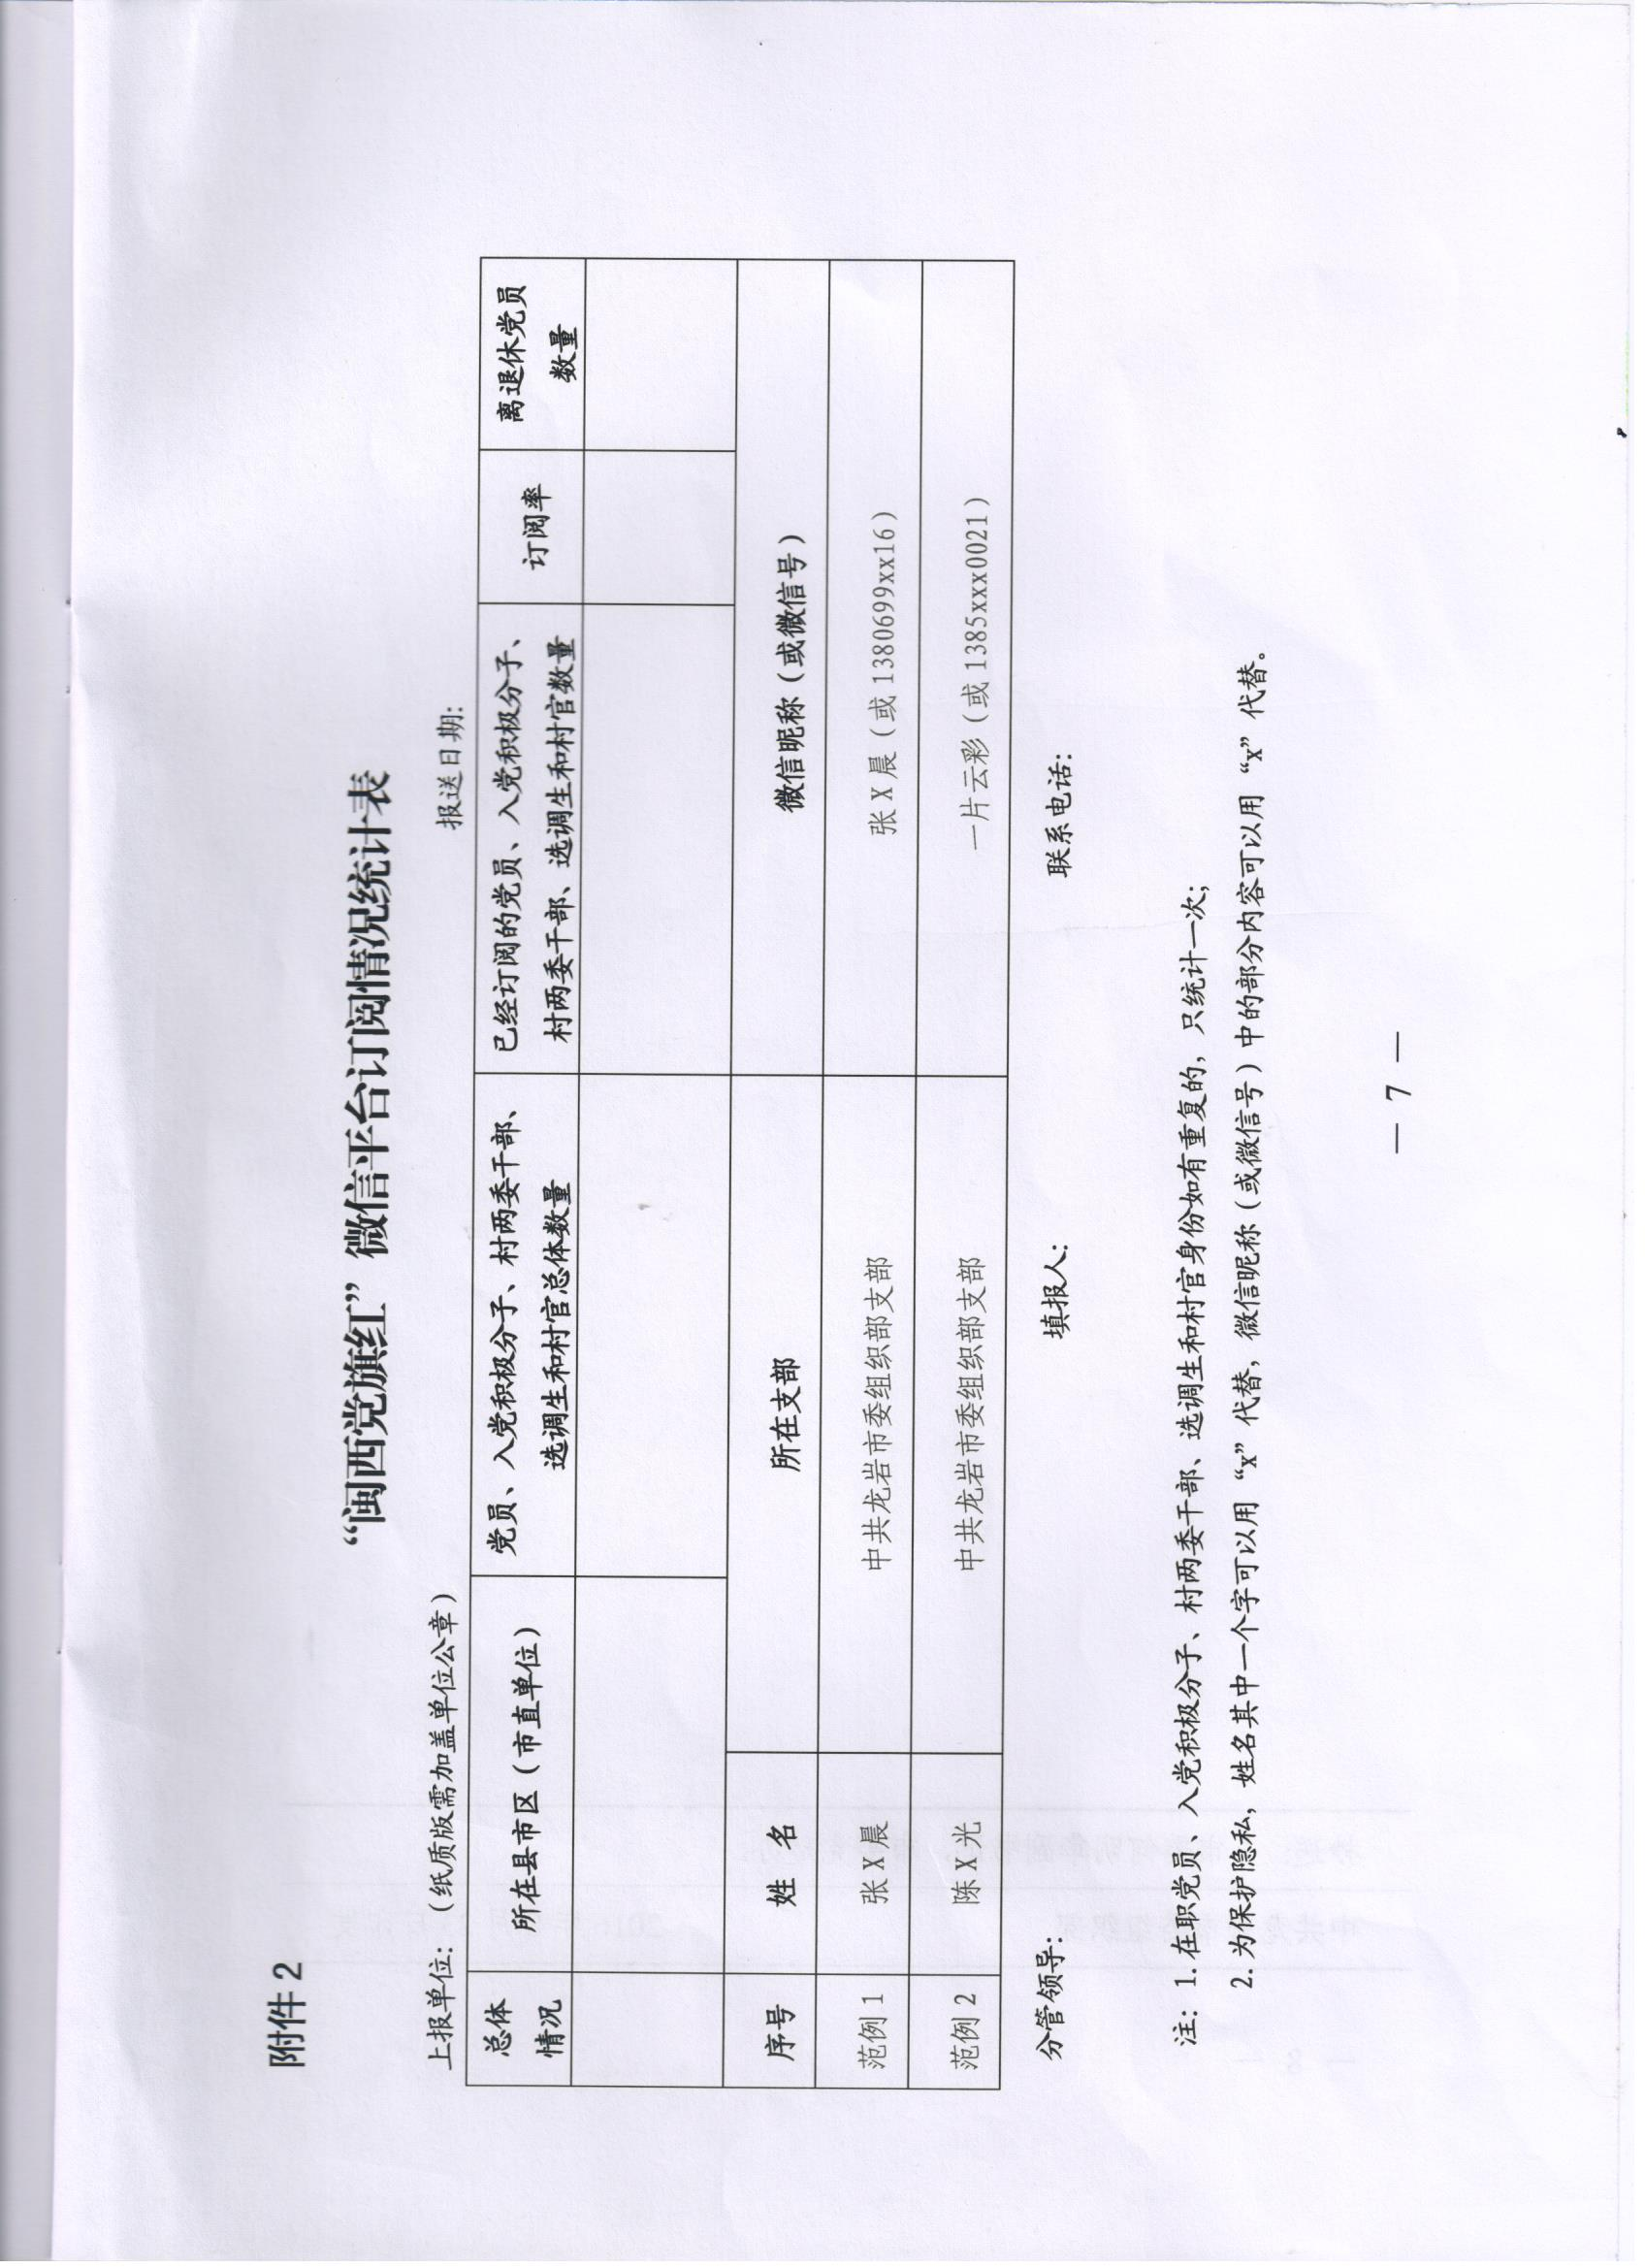 附件 2
“闽西党旗红”微信平台订阅情况统计表
上报单位：（纸质版需加盖单位公章） 报送日期：
总体情况 所在县市区（市直单位） 党员、入党积极分子、村两委干部、选调生和村官总体数量 已经订阅的党员、入党积极分子、村两委干部、选调生和村官数量 订阅率 离退休党员数量
序号 姓 名 所在支部 微信昵称（或微信号）
范例 1 张 X 晨 中共龙岩市委组织部支部 张 X 晨（或 1380699xx16）
范例 2 陈 X 光 中共龙岩市委组织部支部 一片云彩（或 1385xxx0021）
分管领导： 填报人： 联系电话：
注：1.在职党员、入党积极分子、村两委干部、选调生和村官身份如有重复的，只统计一次；
2.为保护隐私，姓名其中一个字可以用“x”代替，微信昵称（或微信号）中的部分内容可以用“x”代替。
— 7 —